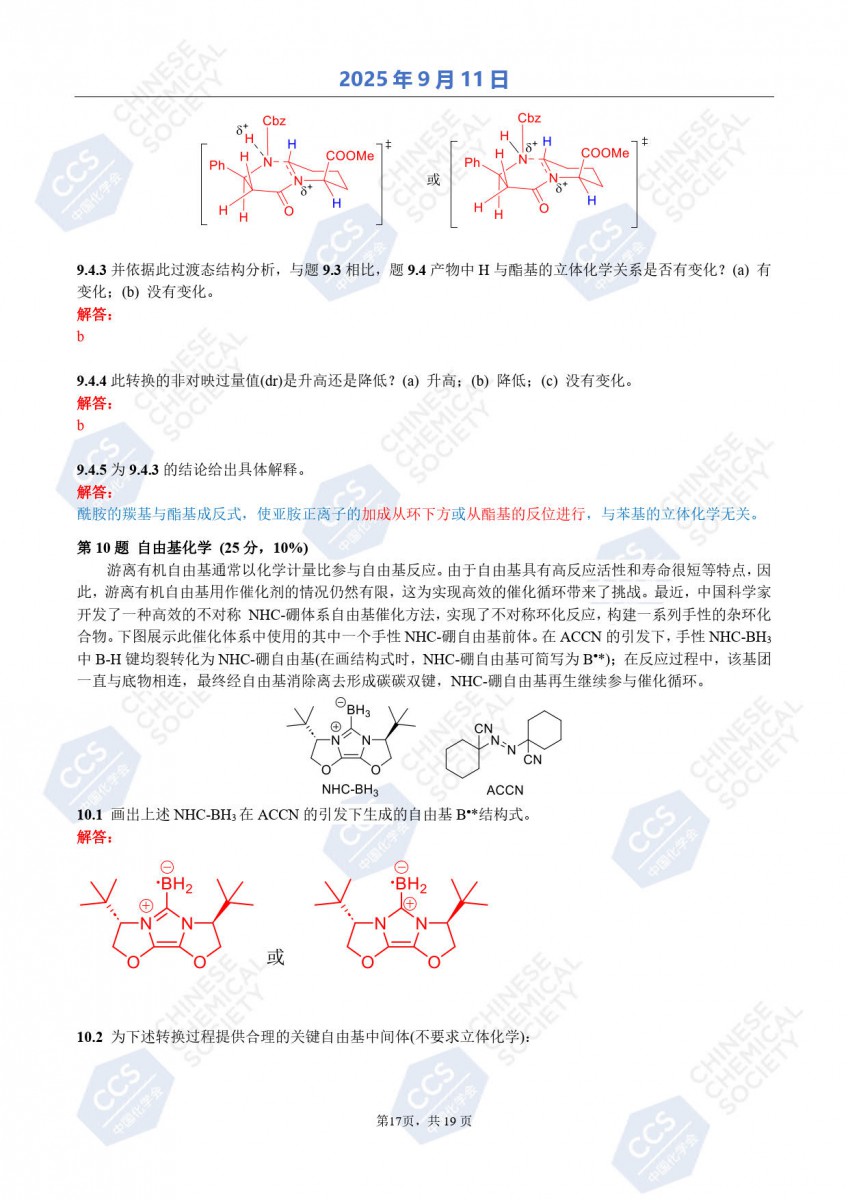 2025 年 9 月 11 日
Cbz
δ+
H
H
H
N
COOMe
Ph
N
δ+
H
H
H
O
‡
或
Cbz
H
δ+
H
H
N
COOMe
Ph
N
δ+
H
H
H
O
‡
9.4.3 并依据此过渡态结构分析，与题 9.3 相比，题 9.4 产物中 H 与酯基的立体化学关系是否有变化？(a) 有
变化；(b) 没有变化。
解答：
b
9.4.4 此转换的非对映过量值(dr)是升高还是降低？(a) 升高；(b) 降低；(c) 没有变化。
解答：
b
9.4.5 为 9.4.3 的结论给出具体解释。
解答：
酰胺的羰基与酯基成反式，使亚胺正离子的加成从环下方或从酯基的反位进行，与苯基的立体化学无关。
第 10 题 自由基化学 (25 分，10%)
游离有机自由基通常以化学计量比参与自由基反应。由于自由基具有高反应活性和寿命很短等特点，因
此，游离有机自由基用作催化剂的情况仍然有限，这为实现高效的催化循环带来了挑战。最近，中国科学家
开发了一种高效的不对称 NHC-硼体系自由基催化方法，实现了不对称环化反应，构建一系列手性的杂环化
合物。下图展示此催化体系中使用的其中一个手性 NHC-硼自由基前体。在 ACCN 的引发下，手性 NHC-BH₃
中 B-H 键均裂转化为 NHC-硼自由基(在画结构式时，NHC-硼自由基可简写为 B•*)；在反应过程中，该基团
一直与底物相连，最终经自由基消除离去形成碳碳双键，NHC-硼自由基再生继续参与催化循环。
⊖
BH₃
⊕
N
N
O
O
NHC-BH₃
CN
N
N
CN
ACCN
10.1 画出上述 NHC-BH₃ 在 ACCN 的引发下生成的自由基 B•*结构式。
解答：
⊖
·BH₂
⊕
N
N
O
O
或
⊖
·BH₂
⊕
N
N
O
O
10.2 为下述转换过程提供合理的关键自由基中间体(不要求立体化学)：
第17页，共 19 页
CCS
中国化学会
CHINESE
CHEMICAL
SOCIETY